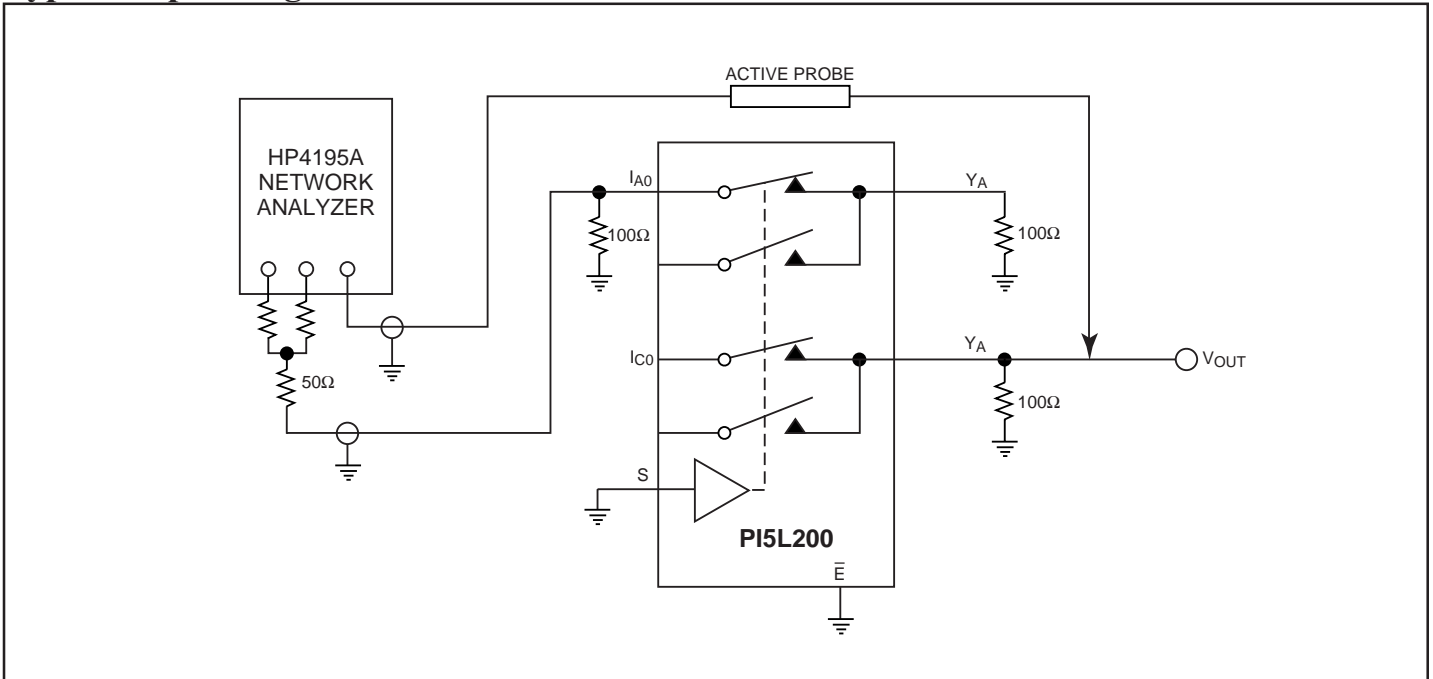 ACTIVE PROBE
HP4195A
NETWORK
ANALYZER
IA0
YA
100Ω
100Ω
IC0
YA
VOUT
50Ω
100Ω
S
PI5L200
E̅